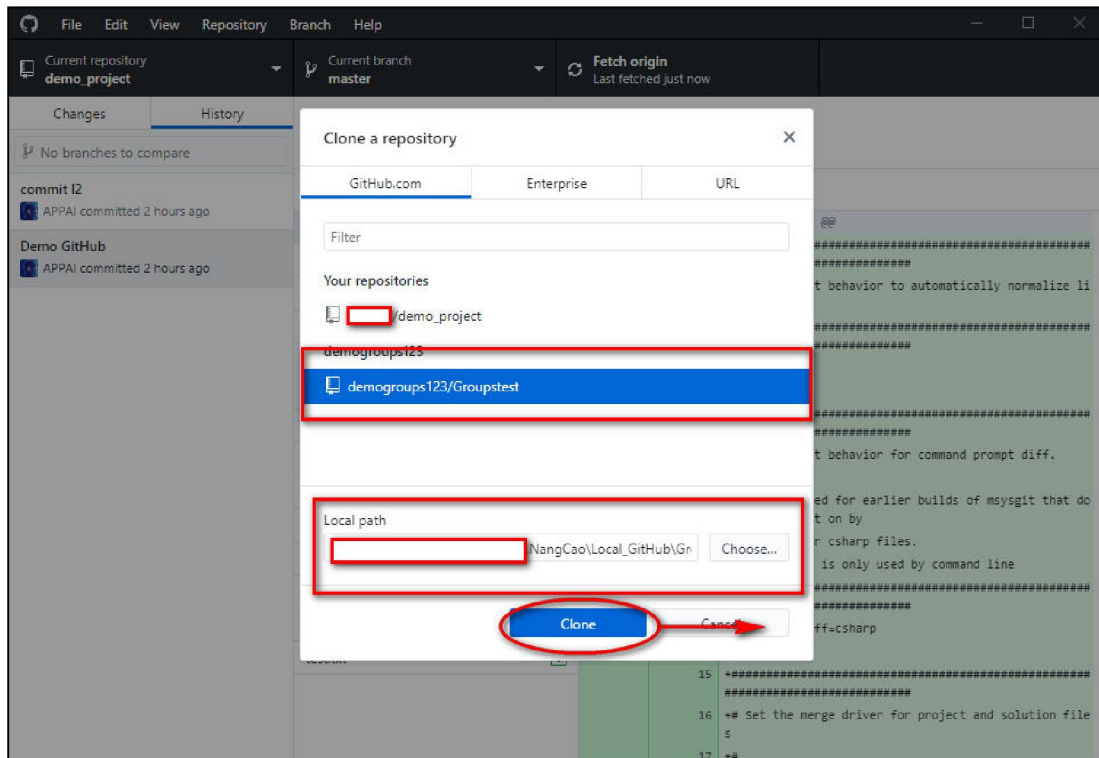 File Edit View Repository Branch Help
Current repository
demo_project
Current branch
master
Fetch origin
Last fetched just now
Changes History
No branches to compare
commit l2
APPAI committed 2 hours ago
Demo GitHub
APPAI committed 2 hours ago
Clone a repository
GitHub.com Enterprise URL
Filter
Your repositories
/demo_project
demogroups123
demogroups123/Groupstest
Local path
NangCao\Local_GitHub\Gr
Choose...
Clone
@@
###############################################
##############
t behavior to automatically normalize li
###############################################
##############
###############################################
##############
t behavior for command prompt diff.
ed for earlier builds of msysgit that do
t on by
r csharp files.
is only used by command line
###############################################
##############
ff=csharp
15 +###############################################
###########################
16 +# Set the merge driver for project and solution file
s
17 +#